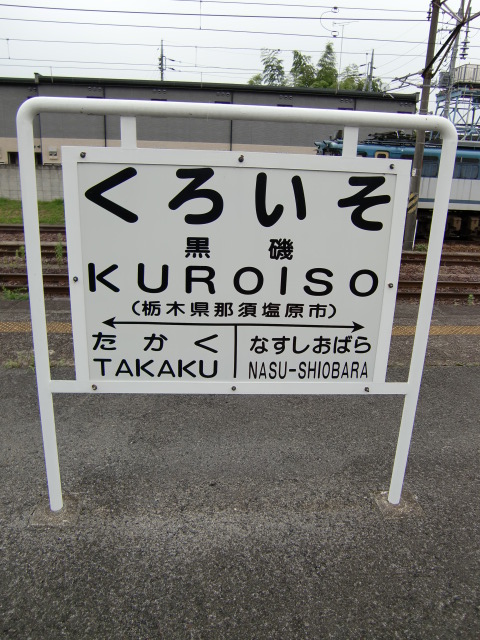 くろいそ
黒磯
KUROISO
(栃木県那須塩原市)
たかく なすしおばら
TAKAKU NASU-SHIOBARA